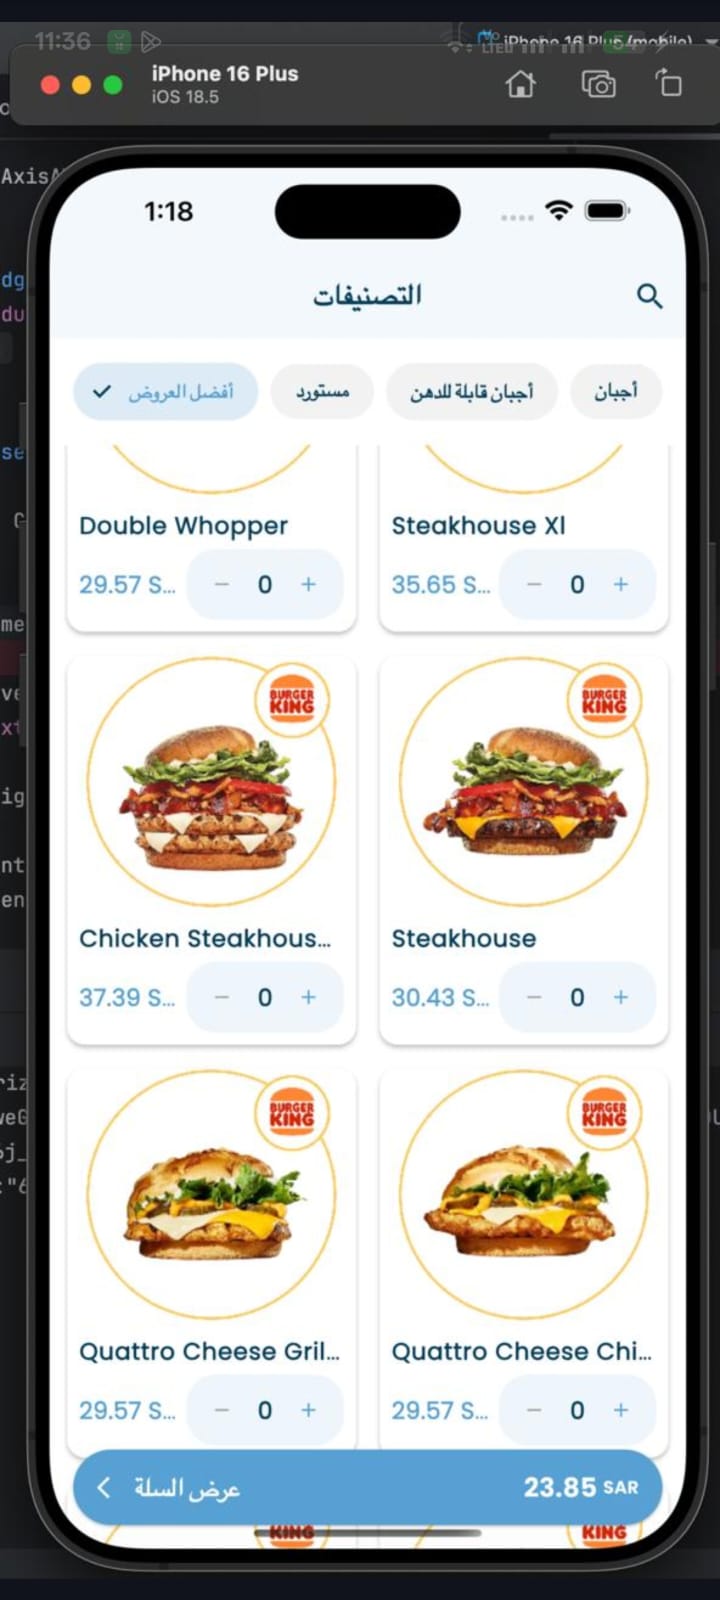 11:36
iPhone 16 Plus (mobile)
iPhone 16 Plus
iOS 18.5
1:18
التصنيفات
أجبان
أجبان قابلة للدهن
مستورد
أفضل العروض
Double Whopper
Steakhouse Xl
29.57 S...
− 0 +
35.65 S...
− 0 +
BURGER KING
BURGER KING
Chicken Steakhous...
Steakhouse
37.39 S...
− 0 +
30.43 S...
− 0 +
BURGER KING
BURGER KING
Quattro Cheese Gril...
Quattro Cheese Chi...
29.57 S...
− 0 +
29.57 S...
− 0 +
عرض السلة
23.85 SAR
KING
KING